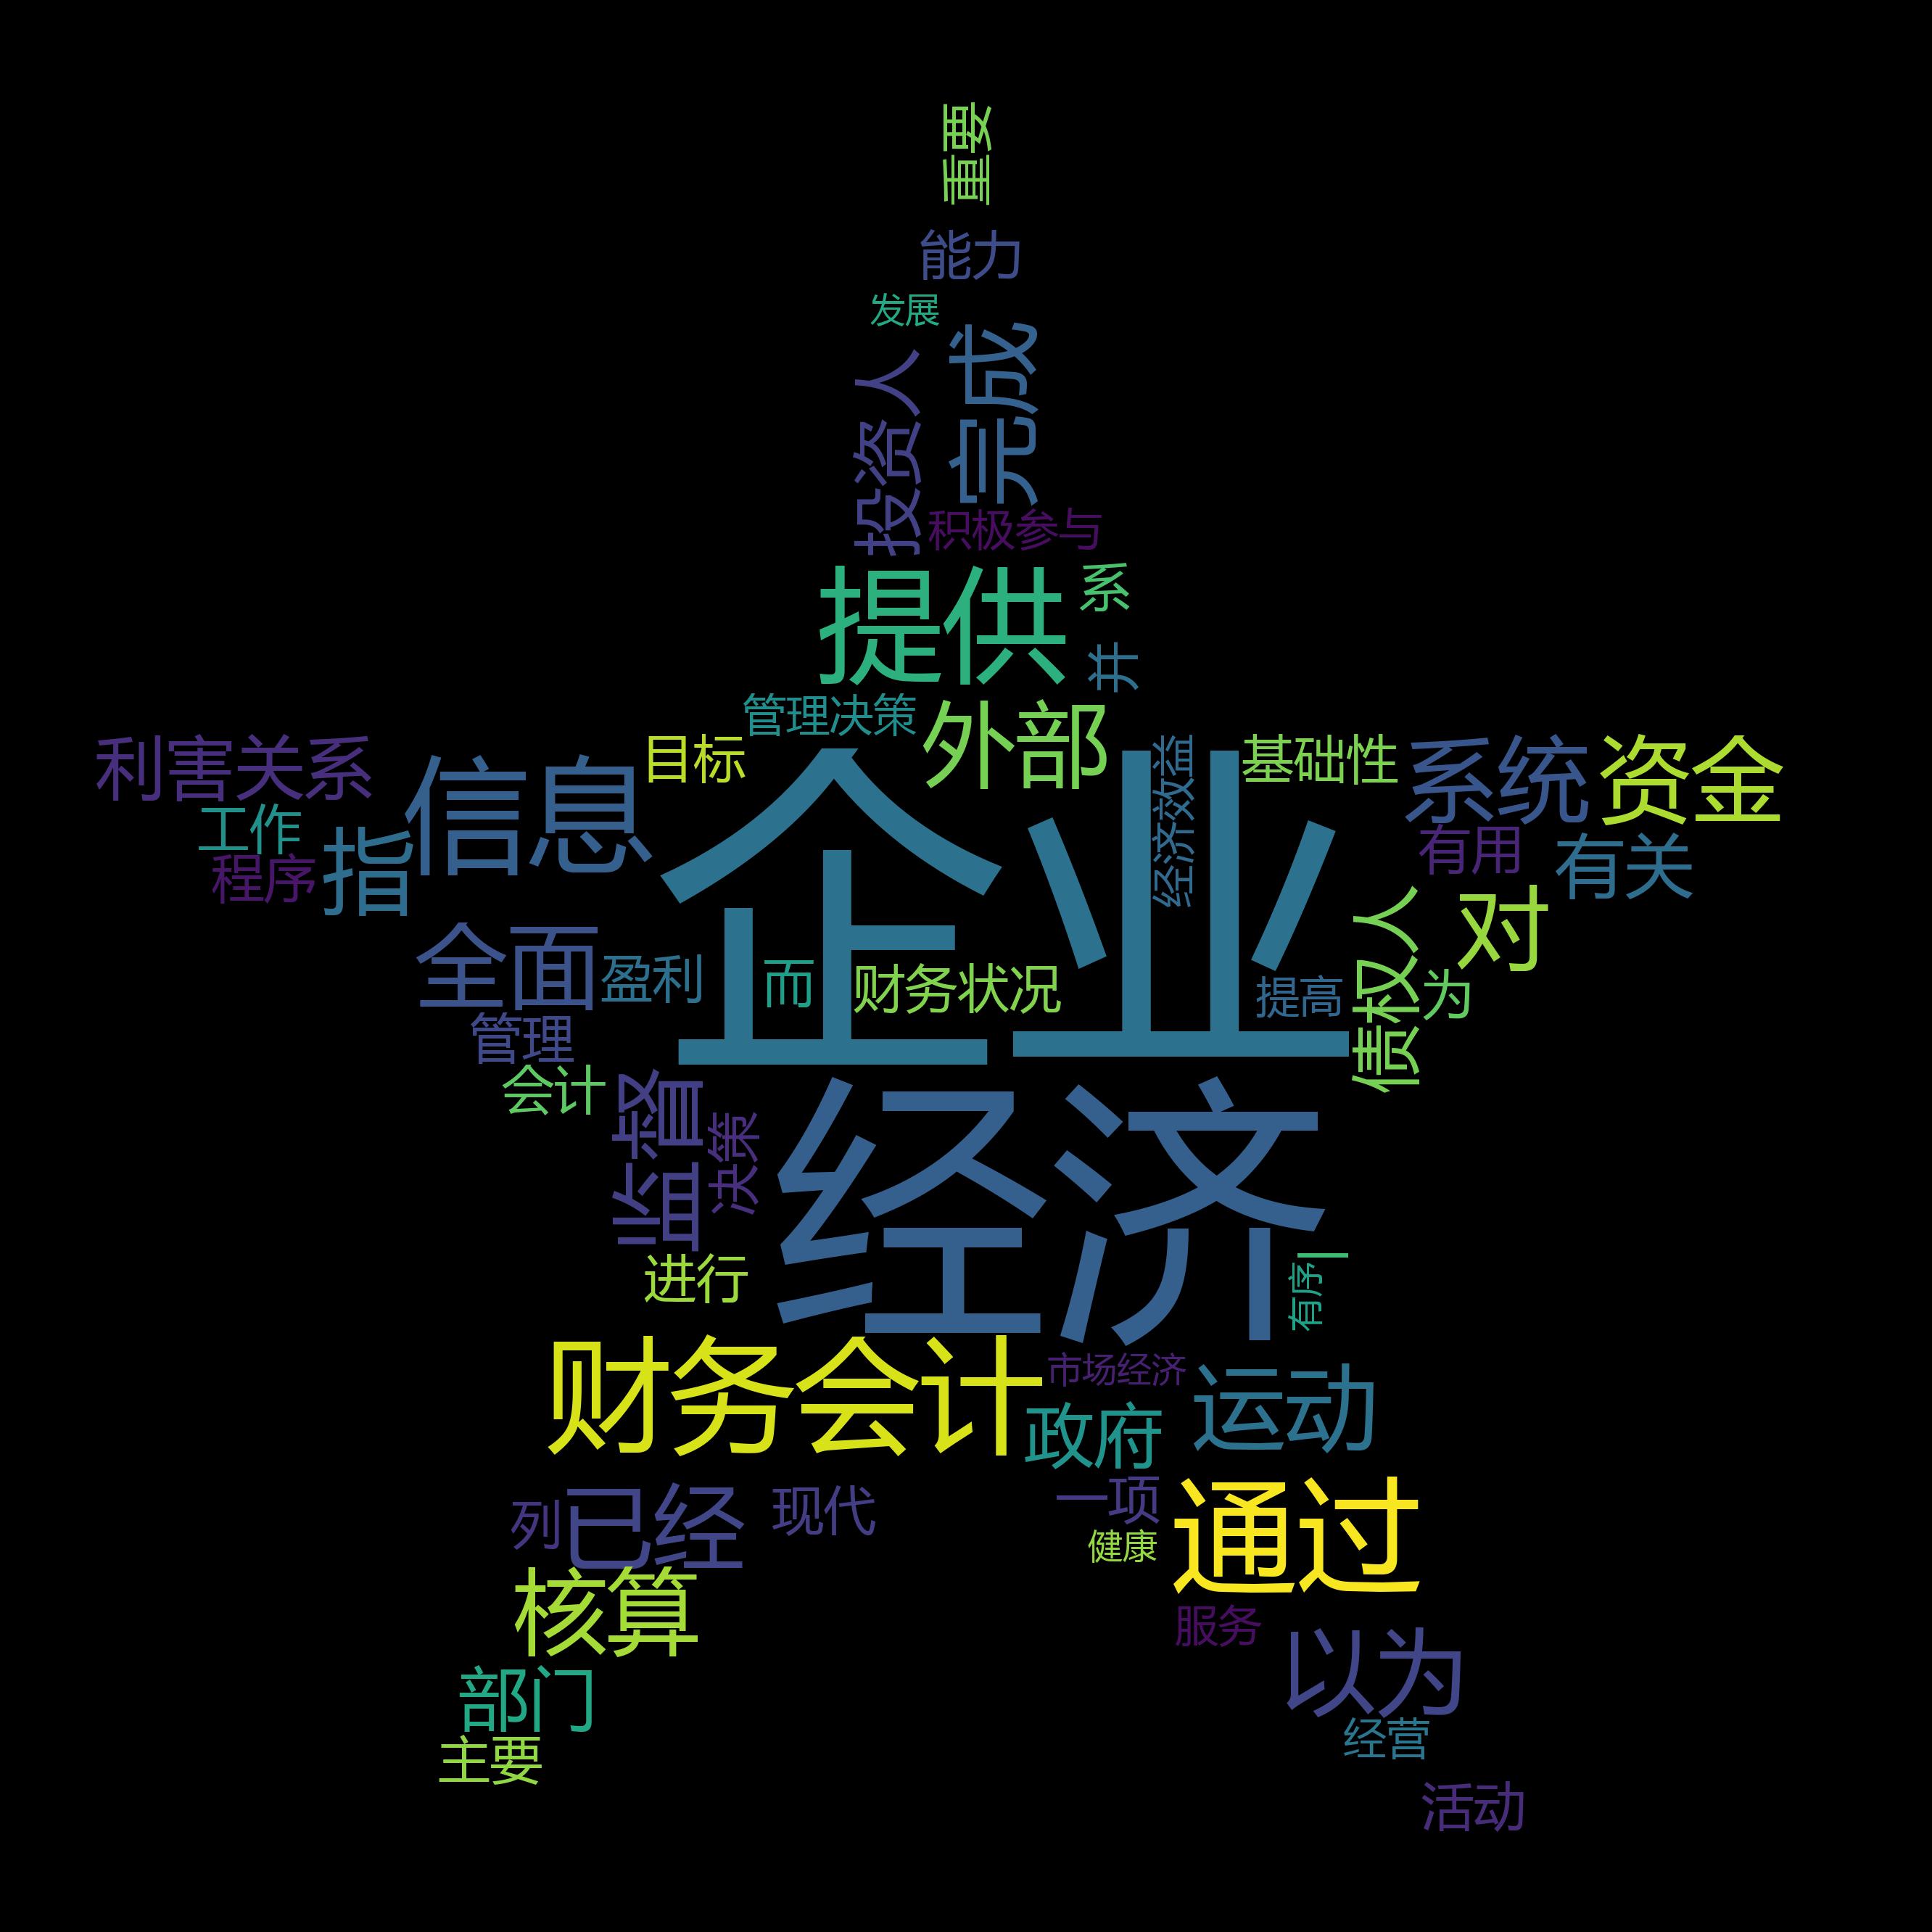 重要
能力
发展
投资人
完成
积极参与
提供
系
并
管理决策
外部
目标
利害关系
信息
企业
经济效益
基础性
系统
资金
工作
指
程序
有用
有关
对
债权人
全面
盈利
而
财务状况
提高
为
管理
会计
监督
决策
经济
进行
一
有序
财务会计
市场经济
政府
运动
已经
列
现代
一项
通过
健康
核算
服务
以为
部门
主要
经营
活动